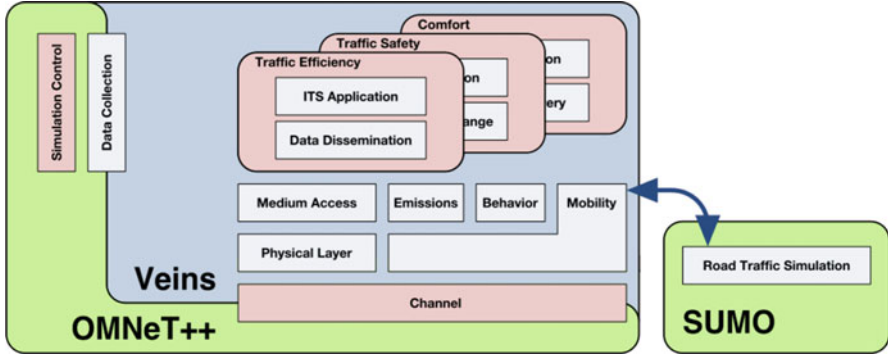 Comfort
Traffic Safety
Traffic Efficiency
ITS Application
Data Dissemination
Simulation Control
Data Collection
Medium Access
Emissions
Behavior
Mobility
Physical Layer
Road Traffic Simulation
Veins
Channel
OMNeT++
SUMO